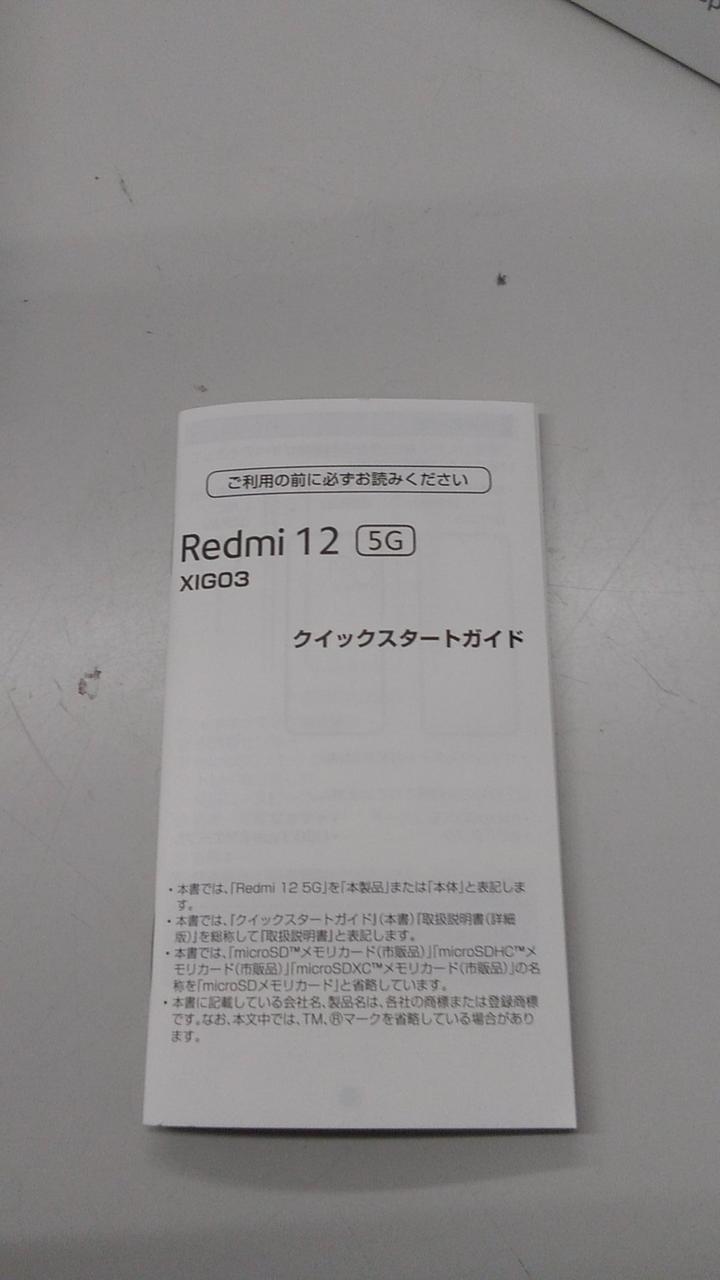 ご利用の前に必ずお読みください
Redmi 12 5G
XIG03
クイックスタートガイド
・本書では、「Redmi 12 5G」を「本製品」または「本体」と表記しま
す。
・本書では、『クイックスタートガイド』(本書)『取扱説明書(詳細
版)』を総称して『取扱説明書』と表記します。
・本書では、「microSD™メモリカード(市販品)」「microSDHC™メ
モリカード(市販品)」「microSDXC™メモリカード(市販品)」の名
称を「microSDメモリカード」と省略しています。
・本書に記載している会社名、製品名は、各社の商標または登録商標
です。なお、本文中では、TM、®マークを省略している場合があり
ます。